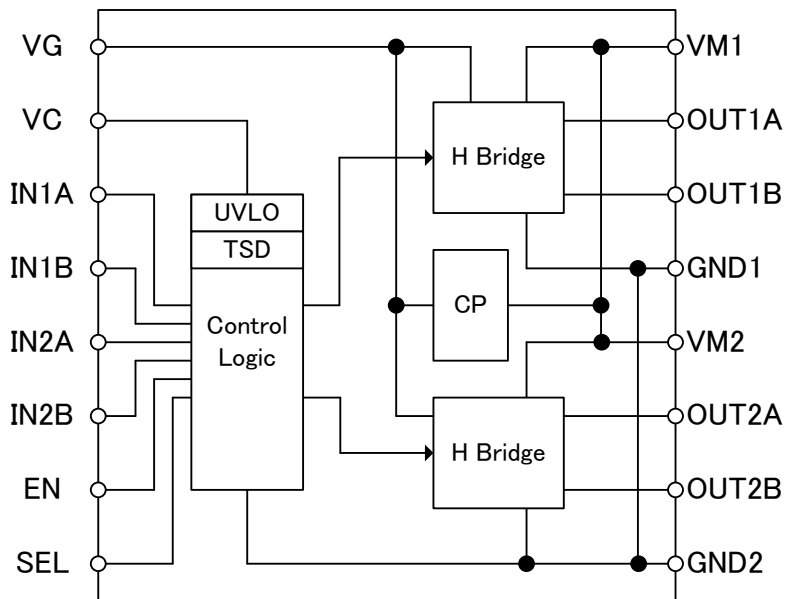 VG
VC
IN1A
IN1B
IN2A
IN2B
EN
SEL
UVLO
TSD
Control
Logic
H Bridge
CP
H Bridge
VM1
OUT1A
OUT1B
GND1
VM2
OUT2A
OUT2B
GND2